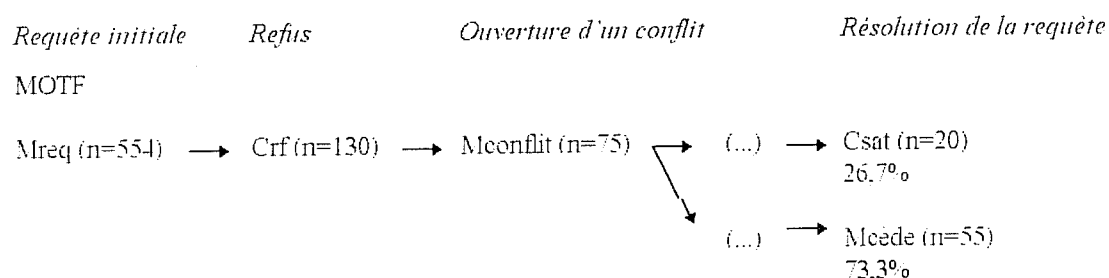 Requête initiale Refus Ouverture d'un conflit Résolution de la requête
MOTF
Mreq (n=554) → Crf (n=130) → Mconflit (n=75) → (...) → Csat (n=20)
26.7%
(...) → Mcède (n=55)
73.3%